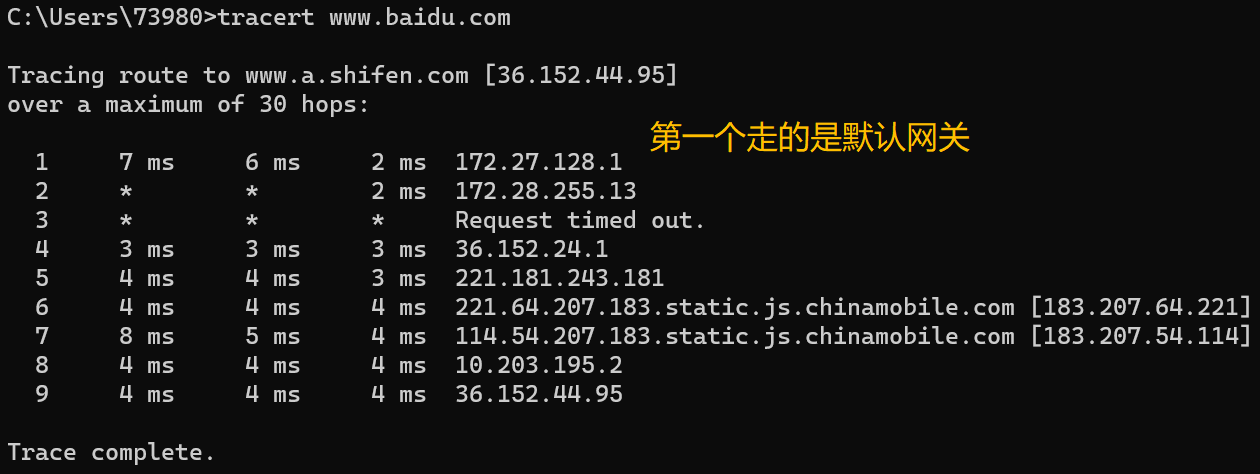 C:\Users\73980>tracert www.baidu.com
Tracing route to www.a.shifen.com [36.152.44.95]
over a maximum of 30 hops:
第一个走的是默认网关
1 7 ms 6 ms 2 ms 172.27.128.1
2 * * 2 ms 172.28.255.13
3 * * * Request timed out.
4 3 ms 3 ms 3 ms 36.152.24.1
5 4 ms 4 ms 3 ms 221.181.243.181
6 4 ms 4 ms 4 ms 221.64.207.183.static.js.chinamobile.com [183.207.64.221]
7 8 ms 5 ms 4 ms 114.54.207.183.static.js.chinamobile.com [183.207.54.114]
8 4 ms 4 ms 4 ms 10.203.195.2
9 4 ms 4 ms 4 ms 36.152.44.95
Trace complete.